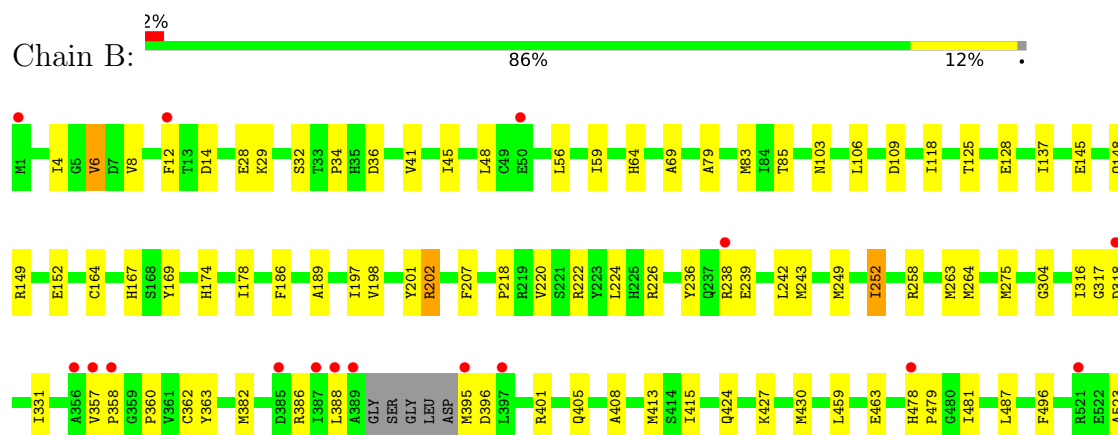 2%
Chain B:
86% 12% •
M1 I4 G5 V6 D7 V8 F12 T13 D14 E28 K29 S32 T33 P34 H35 D36 V41 I45 L48 C49 E50 L56 I59 H64 A69 A79 M83 I84 T85 N103 L106 D109 I118 T125 E128 I137 E145 Q148
R149 E152 C164 H167 S168 Y169 H174 I178 F186 A189 I197 V198 Y201 R202 F207 P218 R219 V220 S221 R222 Y223 L224 H225 R226 Y236 Q237 R238 E239 L242 M243 M249 I252 R258 M263 M264 M275 G304 I316 G317 D318
I331 A356 V357 P358 G359 P360 V361 C362 Y363 M382 D385 R386 I387 L388 A389 GLY SER GLY LEU ASP M395 D396 L397 R401 Q405 A408 M413 S414 I415 Q424 K427 M430 L459 E463 H478 P479 G480 I481 L487 F496 R521 E522